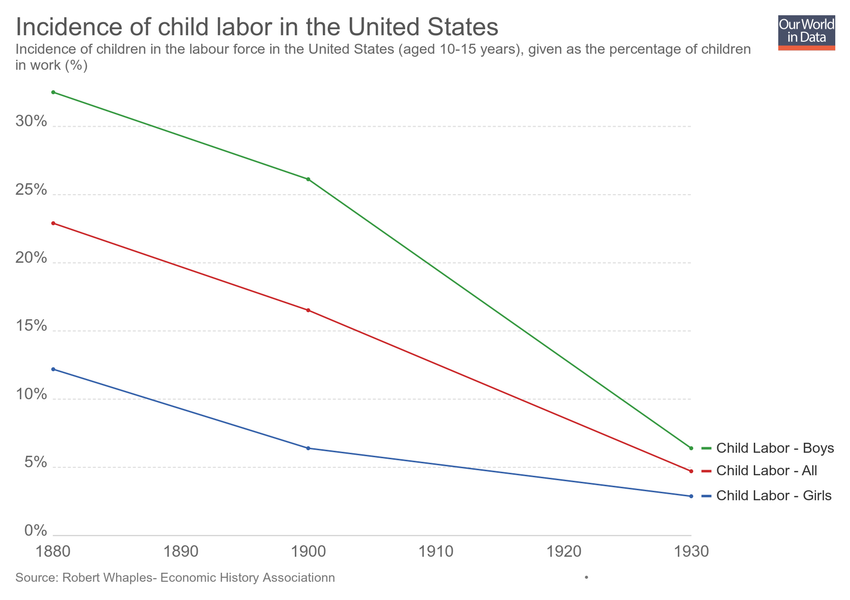 Incidence of child labor in the United States
Our World
in Data
Incidence of children in the labour force in the United States (aged 10-15 years), given as the percentage of children
in work (%)
30%
25%
20%
15%
10%
5%
0%
Child Labor - Boys
Child Labor - All
Child Labor - Girls
1880 1890 1900 1910 1920 1930
Source: Robert Whaples- Economic History Associationn